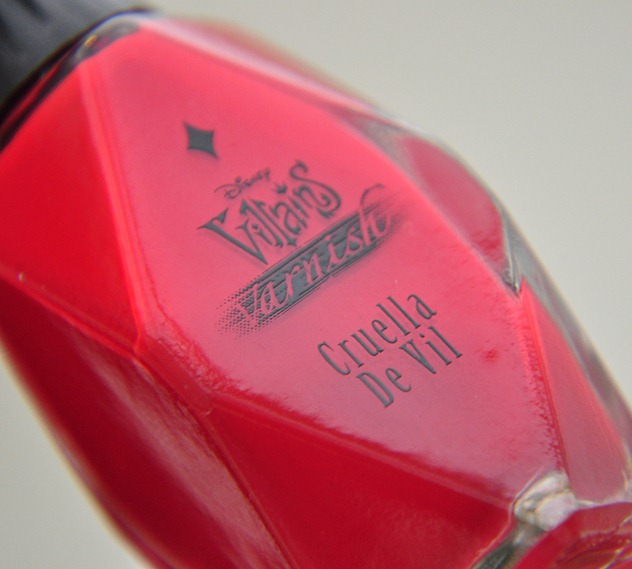 Disney
Villains
Varnish
Cruella
De Vil